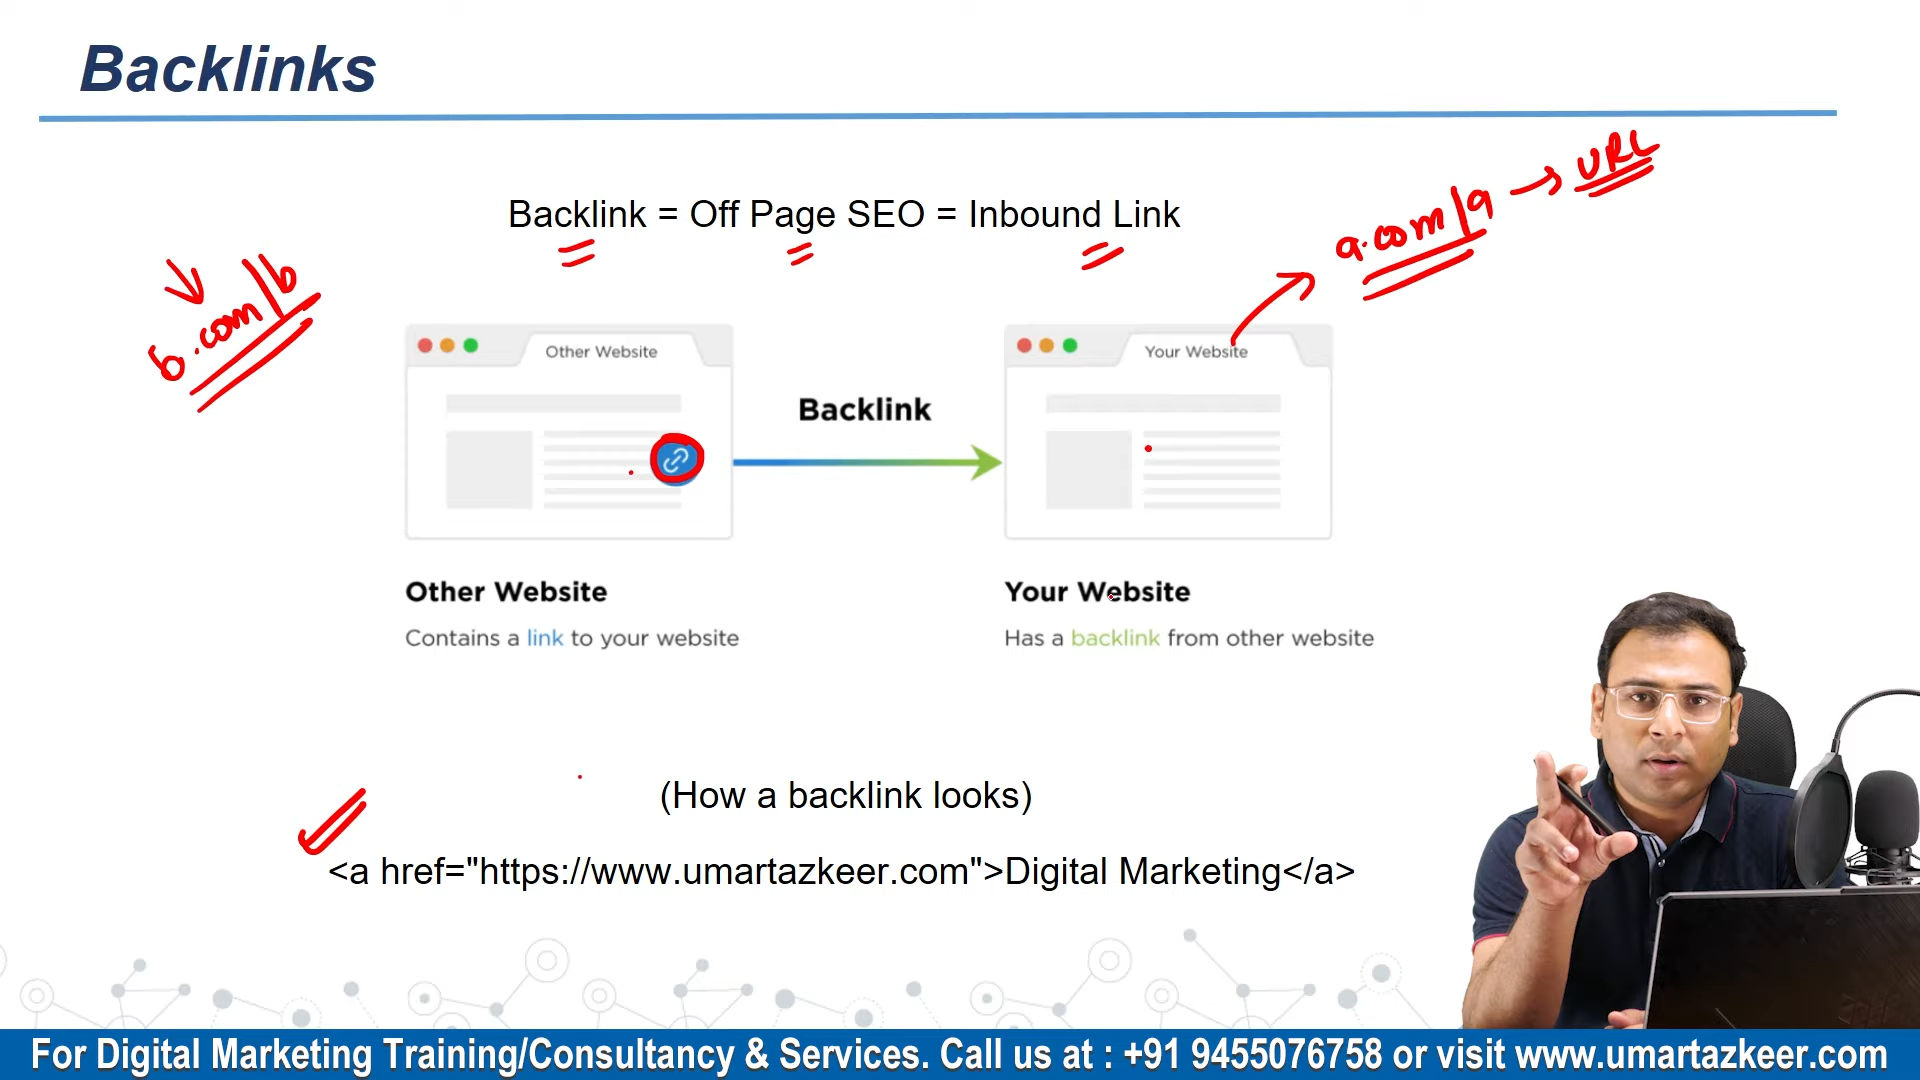 Backlinks
Backlink = Off Page SEO = Inbound Link
a.com/a → URL
b.com/b
Other Website
Your Website
Backlink
Other Website
Your Website
Contains a link to your website
Has a backlink from other website
(How a backlink looks)
<a href="https://www.umartazkeer.com">Digital Marketing</a>
For Digital Marketing Training/Consultancy & Services. Call us at : +91 9455076758 or visit www.umartazkeer.com